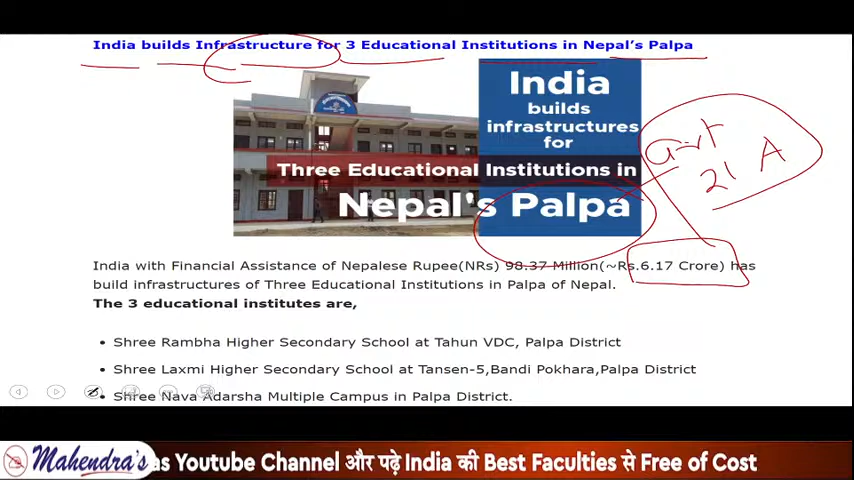 India builds Infrastructure for 3 Educational Institutions in Nepal's Palpa
India
builds
infrastructures
for
Three Educational Institutions in
Nepal's Palpa
Art
21 A
India with Financial Assistance of Nepalese Rupee(NRs) 98.37 Million(~Rs.6.17 Crore) has
build infrastructures of Three Educational Institutions in Palpa of Nepal.
The 3 educational institutes are,
• Shree Rambha Higher Secondary School at Tahun VDC, Palpa District
• Shree Laxmi Higher Secondary School at Tansen-5,Bandi Pokhara,Palpa District
• Shree Nava Adarsha Multiple Campus in Palpa District.
Mahendra's as Youtube Channel और पढ़े India की Best Faculties से Free of Cost